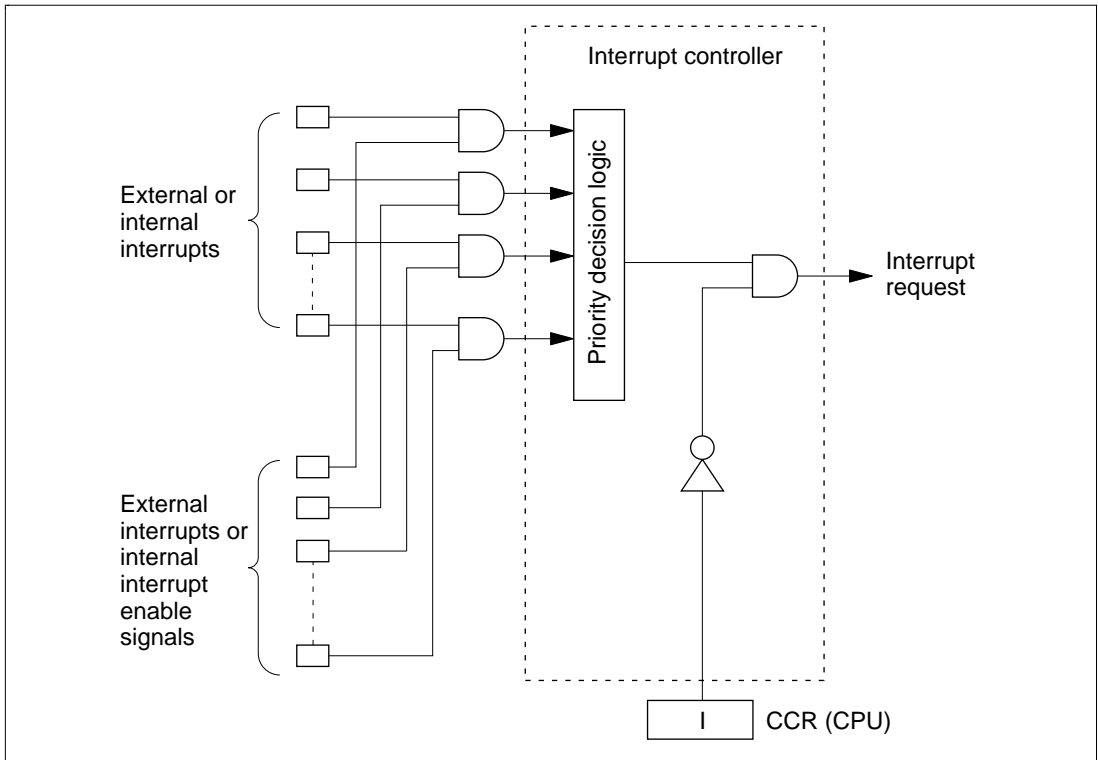 Interrupt controller
Priority decision logic
External or
internal
interrupts
Interrupt
request
External
interrupts or
internal
interrupt
enable
signals
I
CCR (CPU)